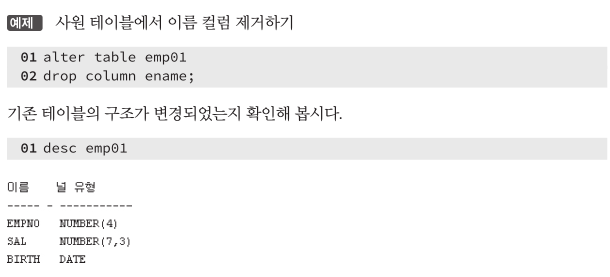 예제 사원 테이블에서 이름 컬럼 제거하기
01 alter table emp01
02 drop column ename;
기존 테이블의 구조가 변경되었는지 확인해 봅시다.
01 desc emp01
이름 널 유형
----- - -----------
EMPNO NUMBER(4)
SAL NUMBER(7,3)
BIRTH DATE